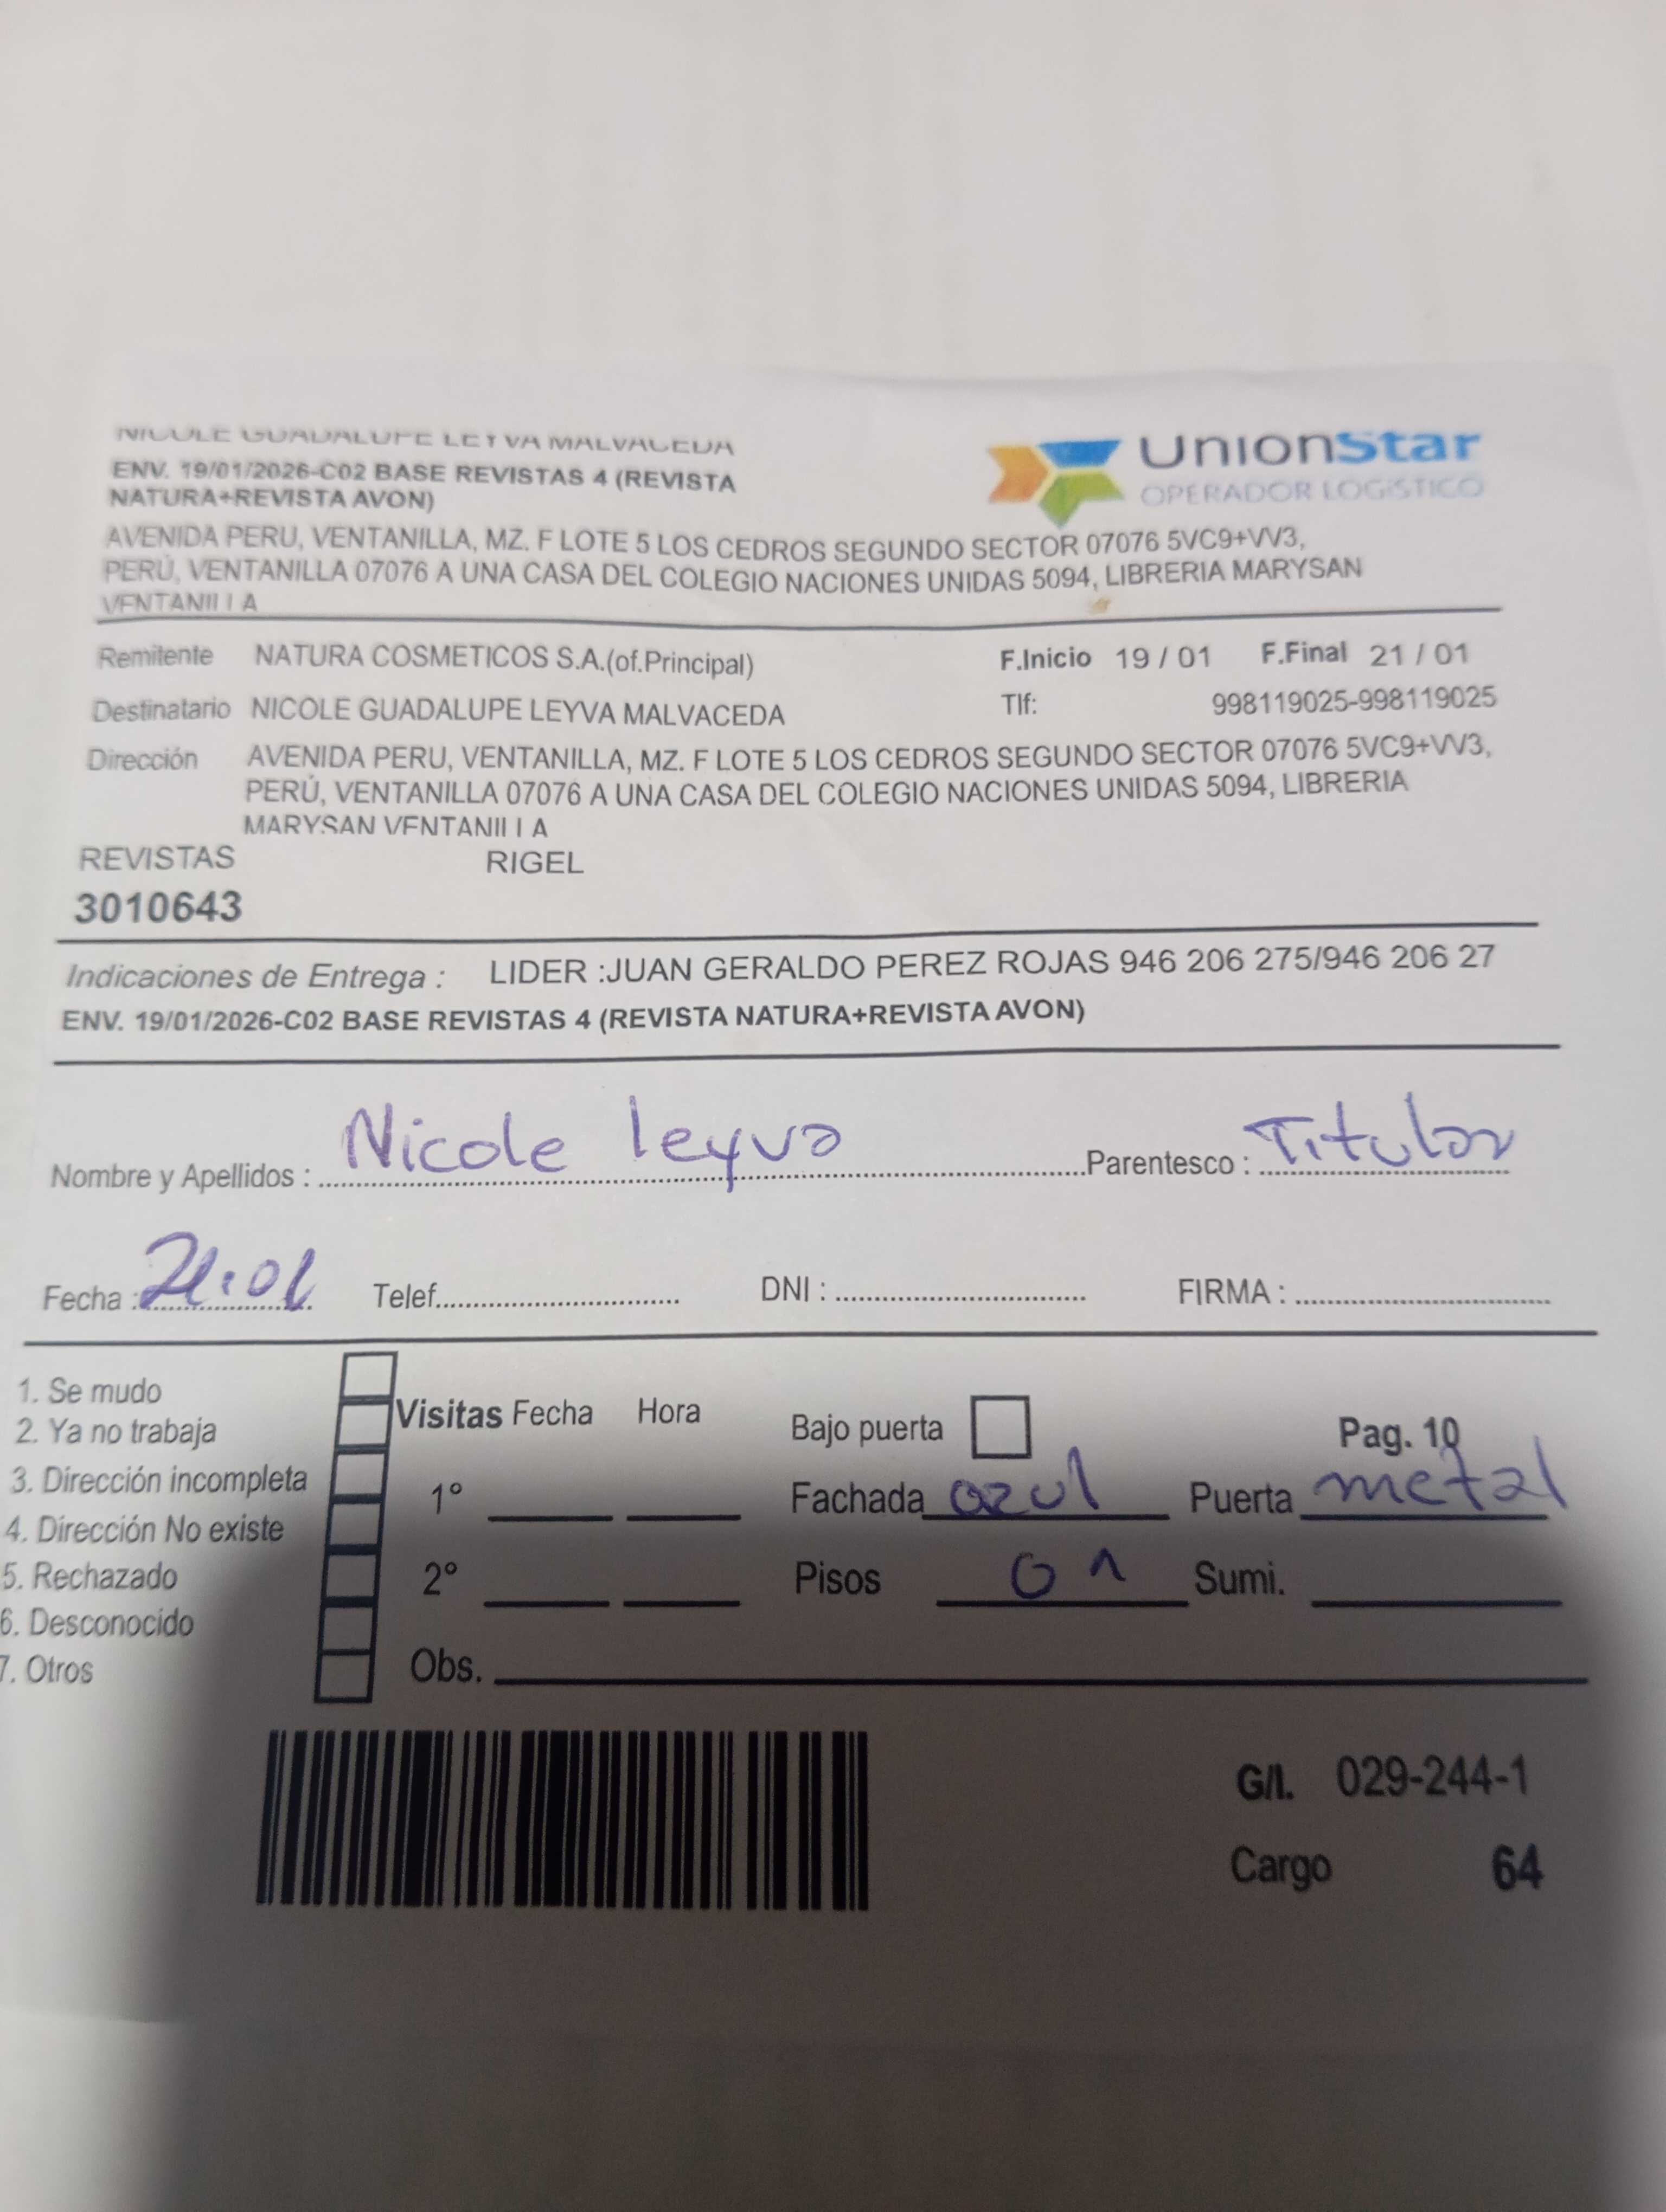 NICOLE GUADALUPE LEYVA MALVACEDA
ENV. 19/01/2026-C02 BASE REVISTAS 4 (REVISTA
NATURA+REVISTA AVON)
UnionStar
OPERADOR LOGISTICO
AVENIDA PERU, VENTANILLA, MZ. F LOTE 5 LOS CEDROS SEGUNDO SECTOR 07076 5VC9+VV3,
PERÚ, VENTANILLA 07076 A UNA CASA DEL COLEGIO NACIONES UNIDAS 5094, LIBRERIA MARYSAN
VENTANILLA
Remitente NATURA COSMETICOS S.A.(of.Principal) F.Inicio 19 / 01 F.Final 21 / 01
Destinatario NICOLE GUADALUPE LEYVA MALVACEDA Tlf: 998119025-998119025
Dirección AVENIDA PERU, VENTANILLA, MZ. F LOTE 5 LOS CEDROS SEGUNDO SECTOR 07076 5VC9+VV3,
PERÚ, VENTANILLA 07076 A UNA CASA DEL COLEGIO NACIONES UNIDAS 5094, LIBRERIA
MARYSAN VENTANILLA
REVISTAS RIGEL
3010643
Indicaciones de Entrega : LIDER :JUAN GERALDO PEREZ ROJAS 946 206 275/946 206 27
ENV. 19/01/2026-C02 BASE REVISTAS 4 (REVISTA NATURA+REVISTA AVON)
Nombre y Apellidos : Nicole leyva Parentesco : Titular
Fecha : 21.01 Telef. DNI : FIRMA :
1. Se mudo
2. Ya no trabaja
3. Dirección incompleta
4. Dirección No existe
5. Rechazado
6. Desconocido
7. Otros
Visitas Fecha Hora Bajo puerta Pag. 10
1° Fachada azul Puerta metal
2° Pisos 01 Sumi.
Obs.
G/I. 029-244-1
Cargo 64